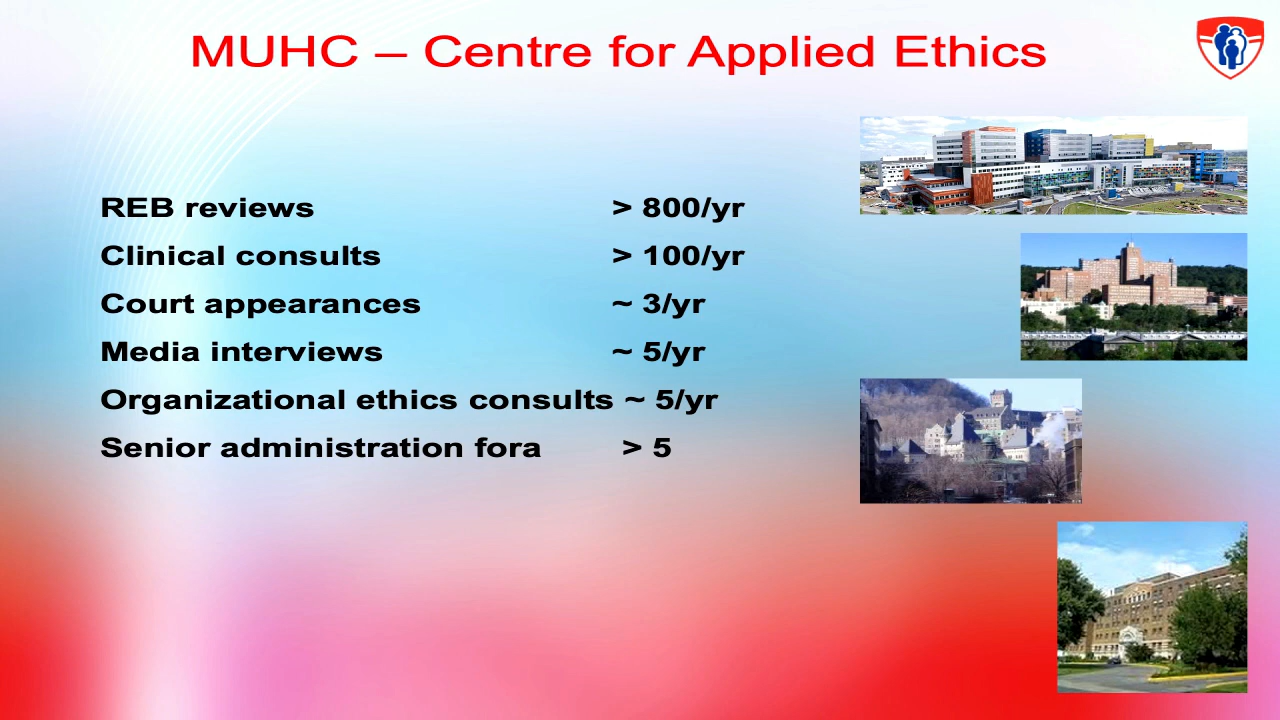 MUHC – Centre for Applied Ethics
REB reviews > 800/yr
Clinical consults > 100/yr
Court appearances ~ 3/yr
Media interviews ~ 5/yr
Organizational ethics consults ~ 5/yr
Senior administration fora > 5